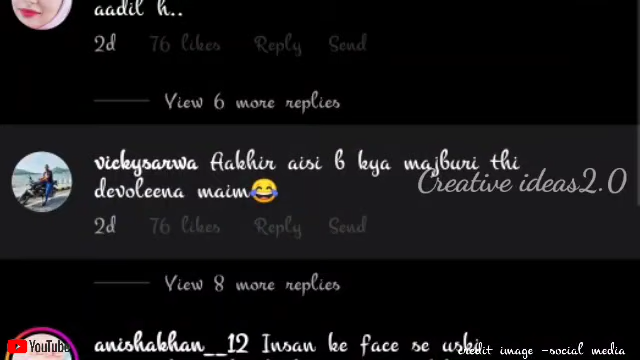 aadil h..
2d 76 likes Reply Send
View 6 more replies
vickysarwa Aakhir aisi b kya majburi thi
devoleena maim😂
Creative ideas2.0
2d 76 likes Reply Send
View 8 more replies
anishakhan__12 Insan ke face se uski
YouTube
credit image -social media